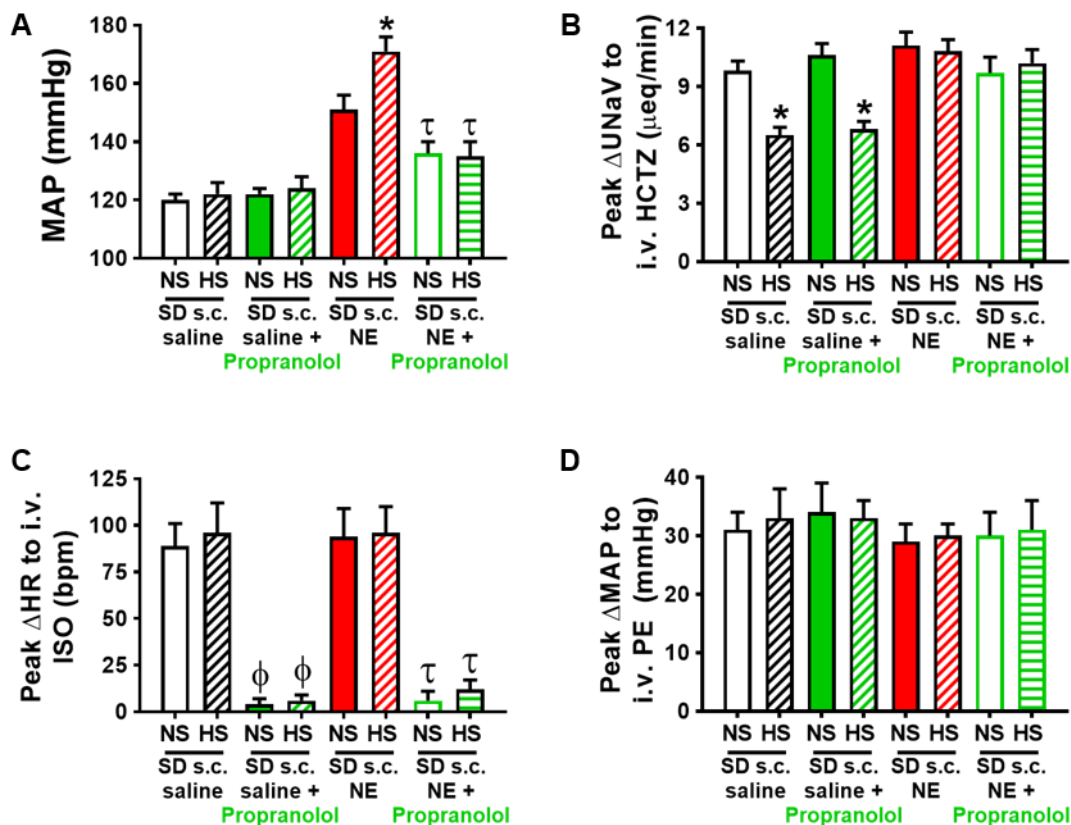 A
MAP (mmHg)
180
160
140
120
100
*
τ τ
NS HS NS HS NS HS NS HS
SD s.c. SD s.c. SD s.c. SD s.c.
saline saline + NE NE +
Propranolol Propranolol
B
Peak ΔUNaV to
i.v. HCTZ (μeq/min)
12
9
6
3
0
* *
NS HS NS HS NS HS NS HS
SD s.c. SD s.c. SD s.c. SD s.c.
saline saline + NE NE +
Propranolol Propranolol
C
Peak ΔHR to i.v.
ISO (bpm)
125
100
75
50
25
0
ϕ ϕ τ τ
NS HS NS HS NS HS NS HS
SD s.c. SD s.c. SD s.c. SD s.c.
saline saline + NE NE +
Propranolol Propranolol
D
Peak ΔMAP to
i.v. PE (mmHg)
40
30
20
10
0
NS HS NS HS NS HS NS HS
SD s.c. SD s.c. SD s.c. SD s.c.
saline saline + NE NE +
Propranolol Propranolol